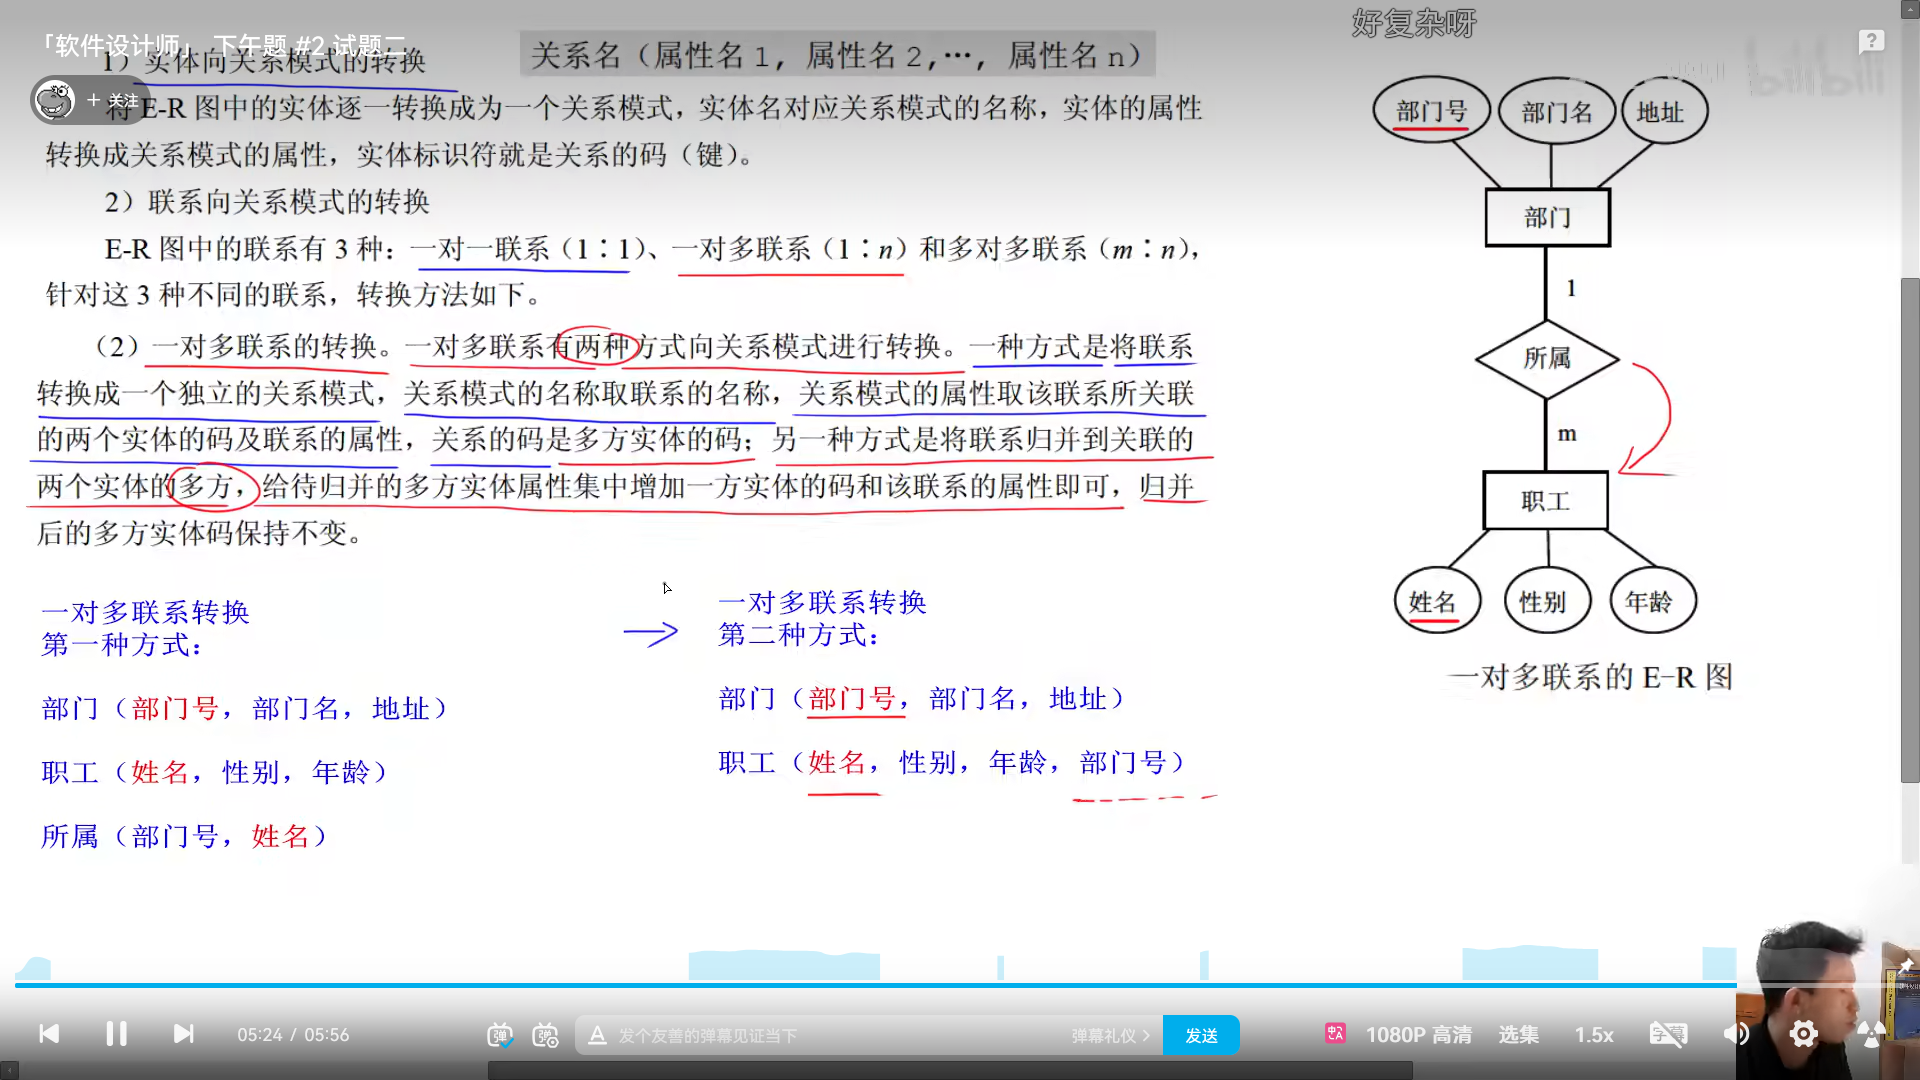 「软件设计师」 下午题 #2 试题二
好复杂呀
1）实体向关系模式的转换
关系名（属性名1，属性名2,…，属性名n）
+ 关注
将 E-R 图中的实体逐一转换成为一个关系模式，实体名对应关系模式的名称，实体的属性
转换成关系模式的属性，实体标识符就是关系的码（键）。
2）联系向关系模式的转换
E-R 图中的联系有 3 种：一对一联系（1∶1）、一对多联系（1∶n）和多对多联系（m∶n），
针对这 3 种不同的联系，转换方法如下。
（2）一对多联系的转换。一对多联系有两种方式向关系模式进行转换。一种方式是将联系
转换成一个独立的关系模式，关系模式的名称取联系的名称，关系模式的属性取该联系所关联
的两个实体的码及联系的属性，关系的码是多方实体的码；另一种方式是将联系归并到关联的
两个实体的多方，给待归并的多方实体属性集中增加一方实体的码和该联系的属性即可，归并
后的多方实体码保持不变。
一对多联系转换
第一种方式：
部门（部门号，部门名，地址）
职工（姓名，性别，年龄）
所属（部门号，姓名）
一对多联系转换
第二种方式：
部门（部门号，部门名，地址）
职工（姓名，性别，年龄，部门号）
bilibili
部门号 部门名 地址
部门
1
所属
m
职工
姓名 性别 年龄
一对多联系的 E-R 图
05:24 / 05:56
弹 弹
A 发个友善的弹幕见证当下
弹幕礼仪 >
发送
1080P 高清
选集
1.5x
字幕